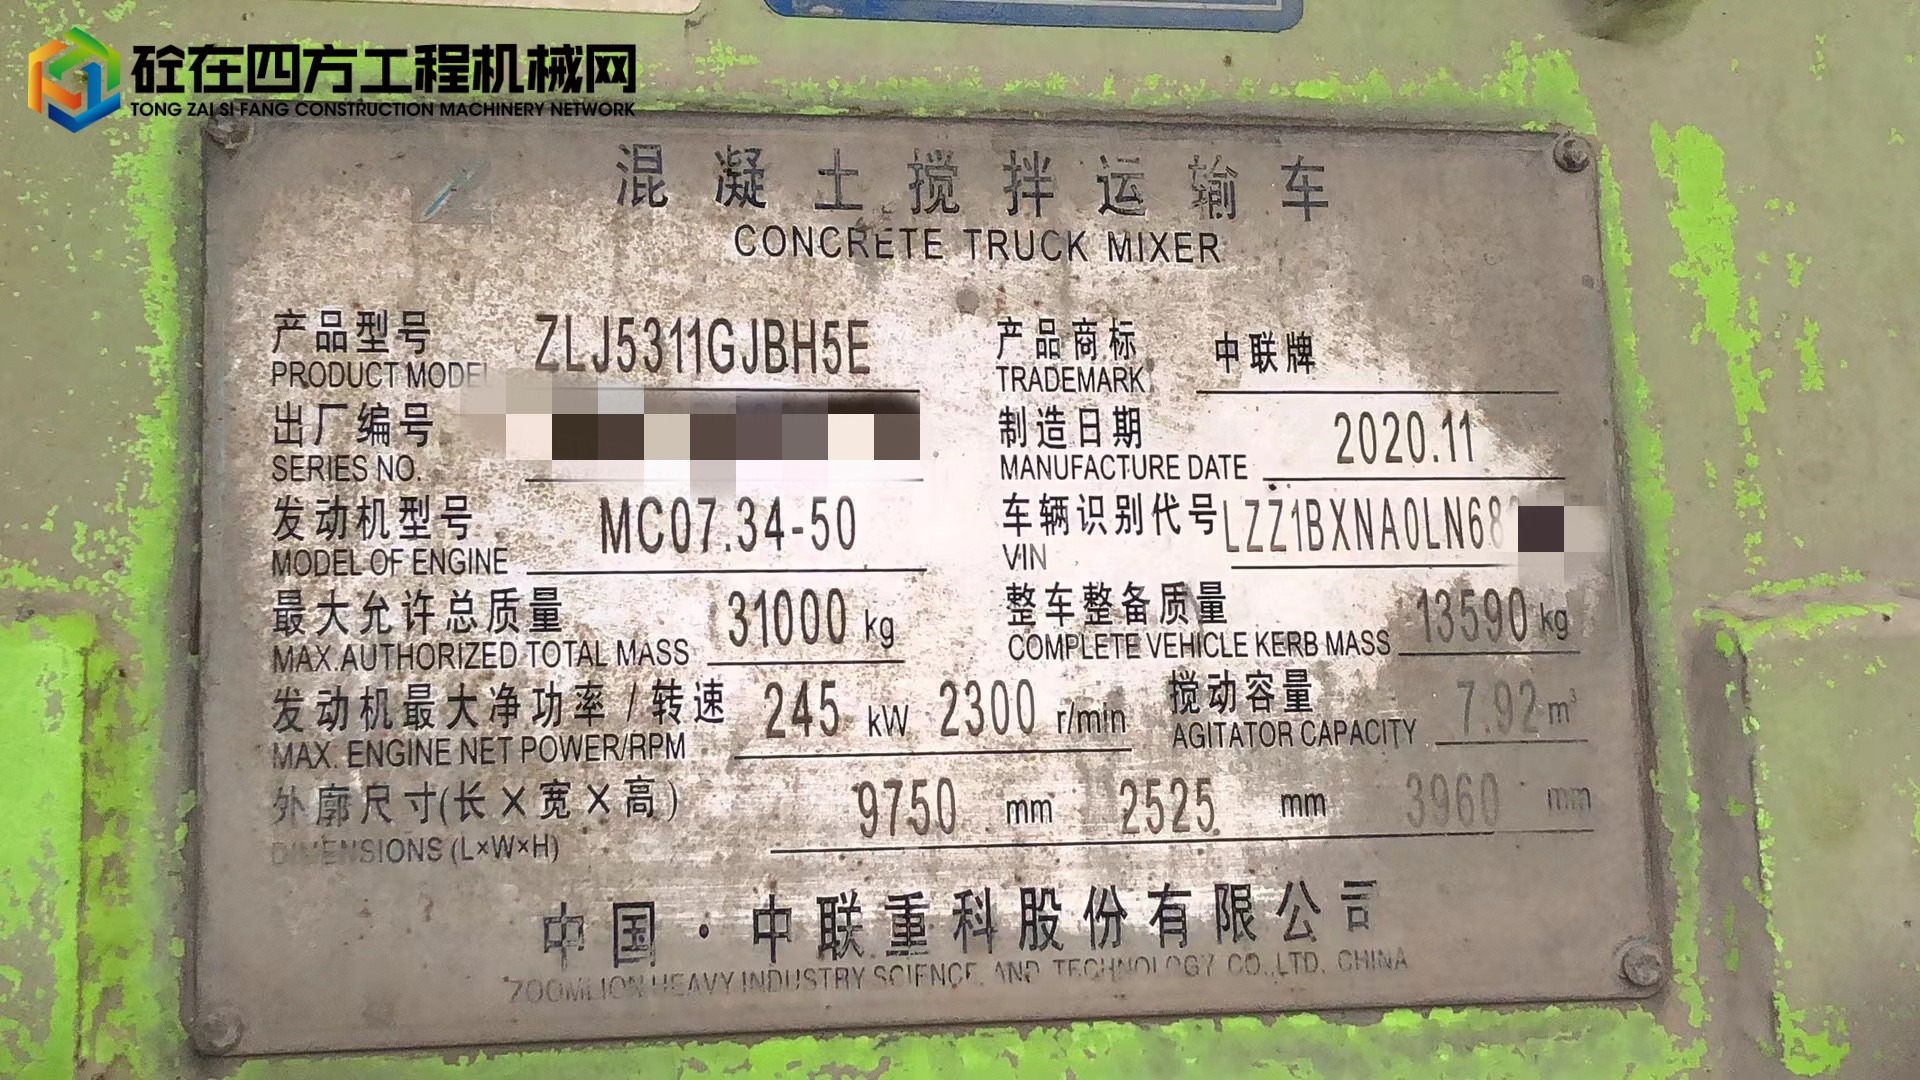 砼在四方工程机械网
TONG ZAI SI FANG CONSTRUCTION MACHINERY NETWORK
混凝土搅拌运输车
CONCRETE TRUCK MIXER
产品型号 ZLJ5311GJBH5E 产品商标 中联牌
PRODUCT MODEL TRADEMARK
出厂编号 制造日期 2020.11
SERIES NO. MANUFACTURE DATE
发动机型号 MC07.34-50 车辆识别代号 LZZ1BXNA0LN68
MODEL OF ENGINE VIN
最大允许总质量 31000 kg 整车整备质量 13590 kg
MAX.AUTHORIZED TOTAL MASS COMPLETE VEHICLE KERB MASS
发动机最大净功率/转速 245 kW 2300 r/min 搅动容量 7.92 m³
MAX. ENGINE NET POWER/RPM AGITATOR CAPACITY
外廓尺寸(长×宽×高) 9750 mm 2525 mm 3960 mm
DIMENSIONS (L×W×H)
中国·中联重科股份有限公司
ZOOMLION HEAVY INDUSTRY SCIENCE AND TECHNOLOGY CO.,LTD. CHINA